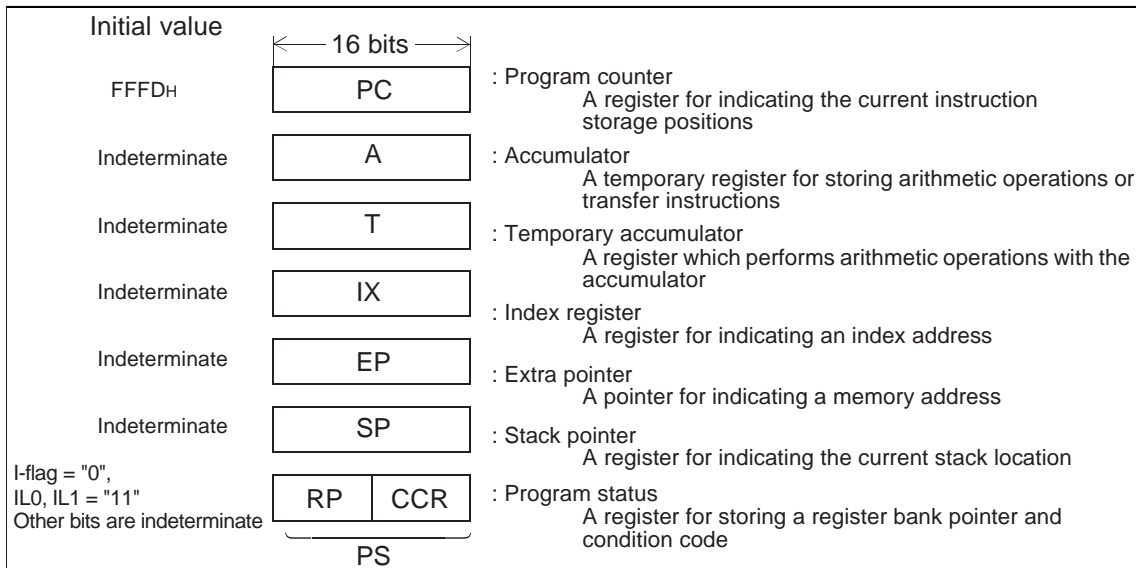 Initial value
16 bits
FFFDH
PC
: Program counter
A register for indicating the current instruction
storage positions
Indeterminate
A
: Accumulator
A temporary register for storing arithmetic operations or
transfer instructions
Indeterminate
T
: Temporary accumulator
A register which performs arithmetic operations with the
accumulator
Indeterminate
IX
: Index register
A register for indicating an index address
Indeterminate
EP
: Extra pointer
A pointer for indicating a memory address
Indeterminate
SP
: Stack pointer
A register for indicating the current stack location
I-flag = "0",
IL0, IL1 = "11"
Other bits are indeterminate
RP CCR
: Program status
A register for storing a register bank pointer and
condition code
PS